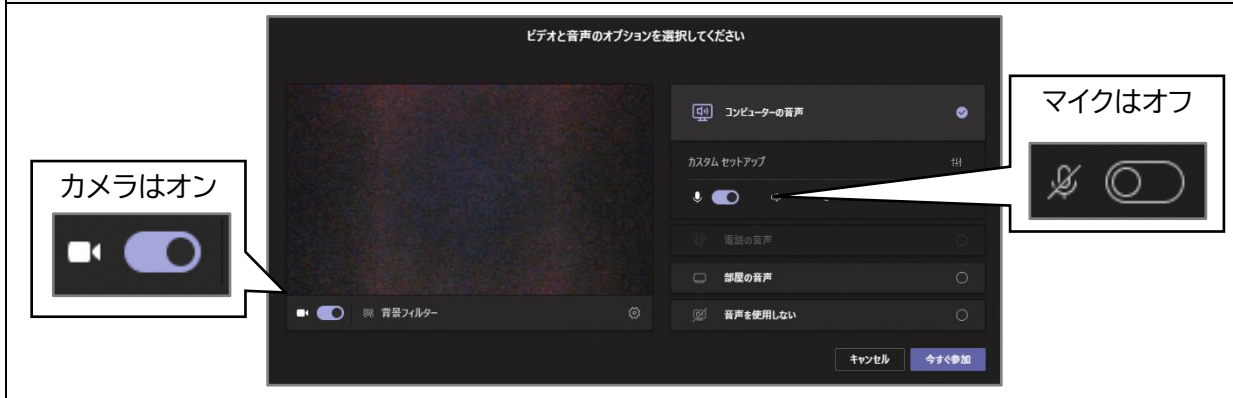 ビデオと音声のオプションを選択してください
コンピューターの音声
マイクはオフ
カスタム セットアップ
カメラはオン
電話の音声
部屋の音声
背景フィルター
音声を使用しない
キャンセル
今すぐ参加